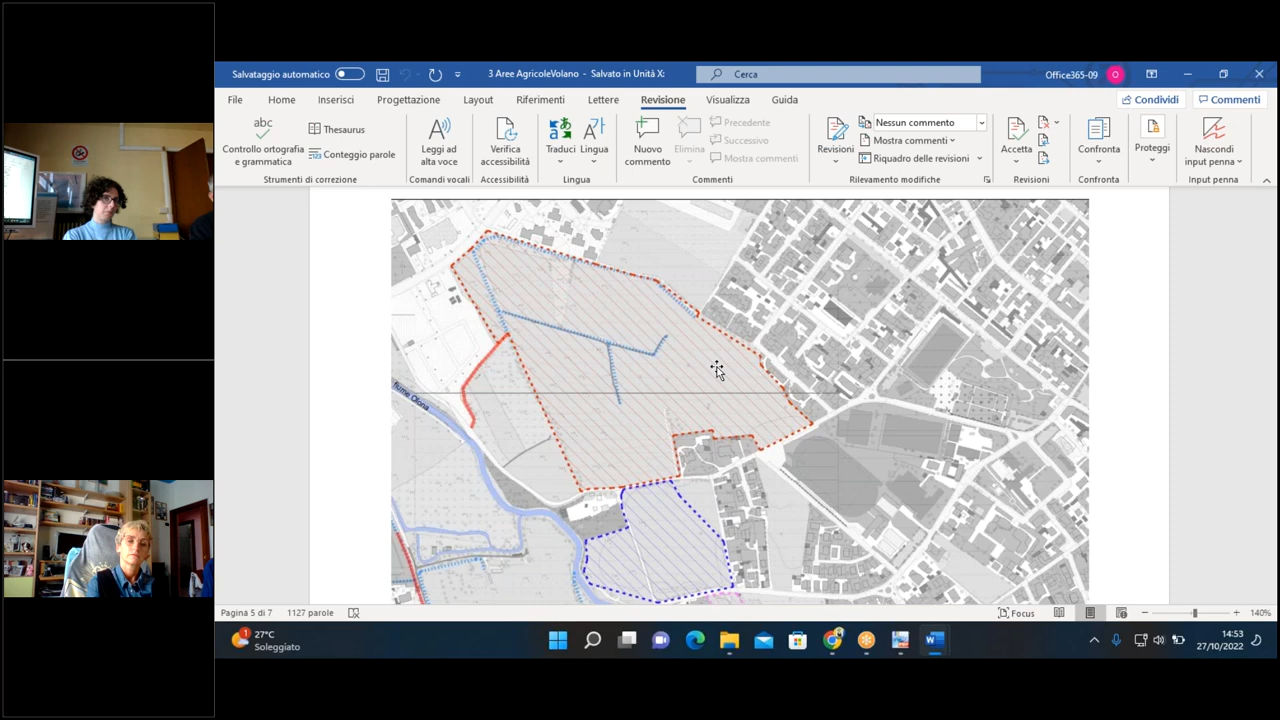 Salvataggio automatico
3 Aree AgricoleVolano - Salvato in Unità X:
Cerca
Office365-09
O
File Home Inserisci Progettazione Layout Riferimenti Lettere Revisione Visualizza Guida
Condividi
Commenti
abc
Controllo ortografia
e grammatica
Thesaurus
Conteggio parole
Strumenti di correzione
Leggi ad
alta voce
Comandi vocali
Verifica
accessibilità
Accessibilità
Traduci
Lingua
Lingua
Nuovo
commento
Elimina
Precedente
Successivo
Mostra commenti
Commenti
Revisioni
Nessun commento
Mostra commenti
Riquadro delle revisioni
Rilevamento modifiche
Accetta
Revisioni
Confronta
Confronta
Proteggi
Nascondi
input penna
Input penna
fiume Olona
Pagina 5 di 7
1127 parole
Focus
140%
1
27°C
Soleggiato
14:53
27/10/2022